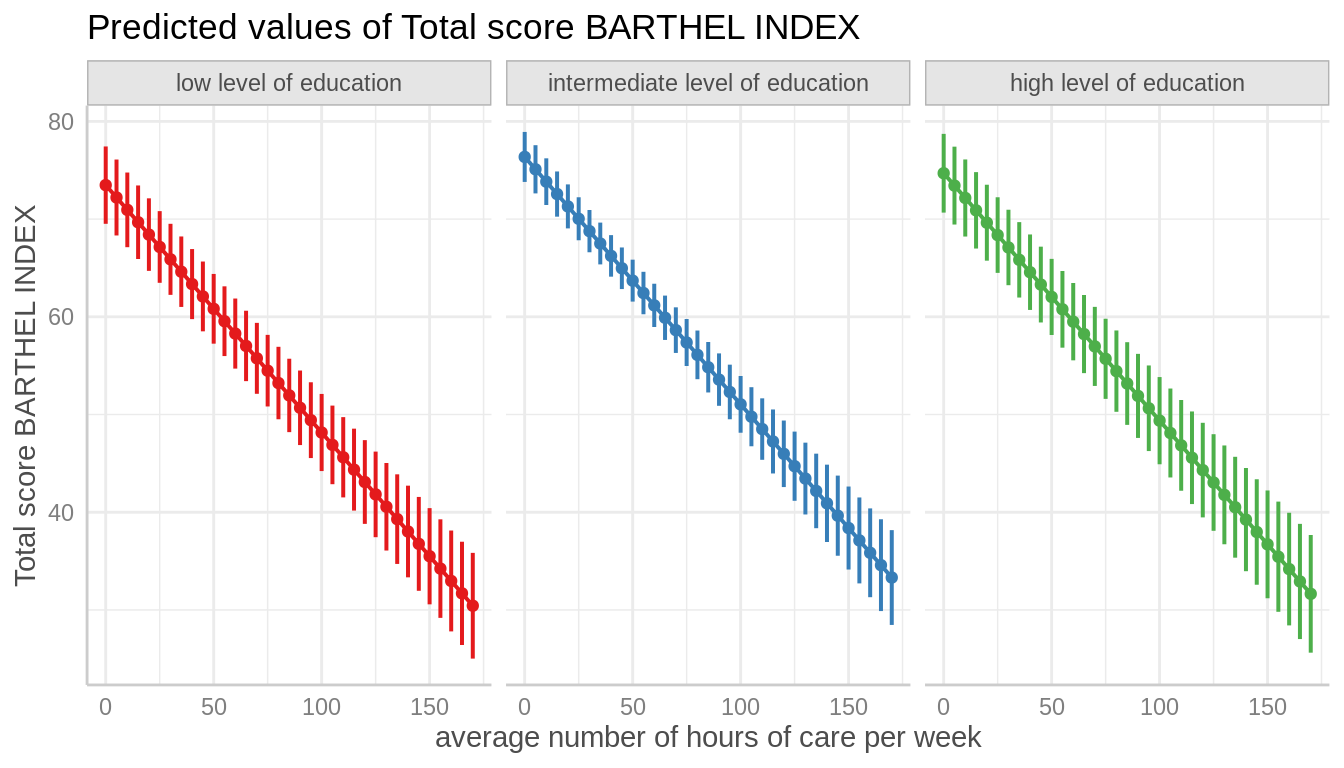 Predicted values of Total score BARTHEL INDEX
low level of education
intermediate level of education
high level of education
Total score BARTHEL INDEX
80
60
40
0 50 100 150
0 50 100 150
0 50 100 150
average number of hours of care per week